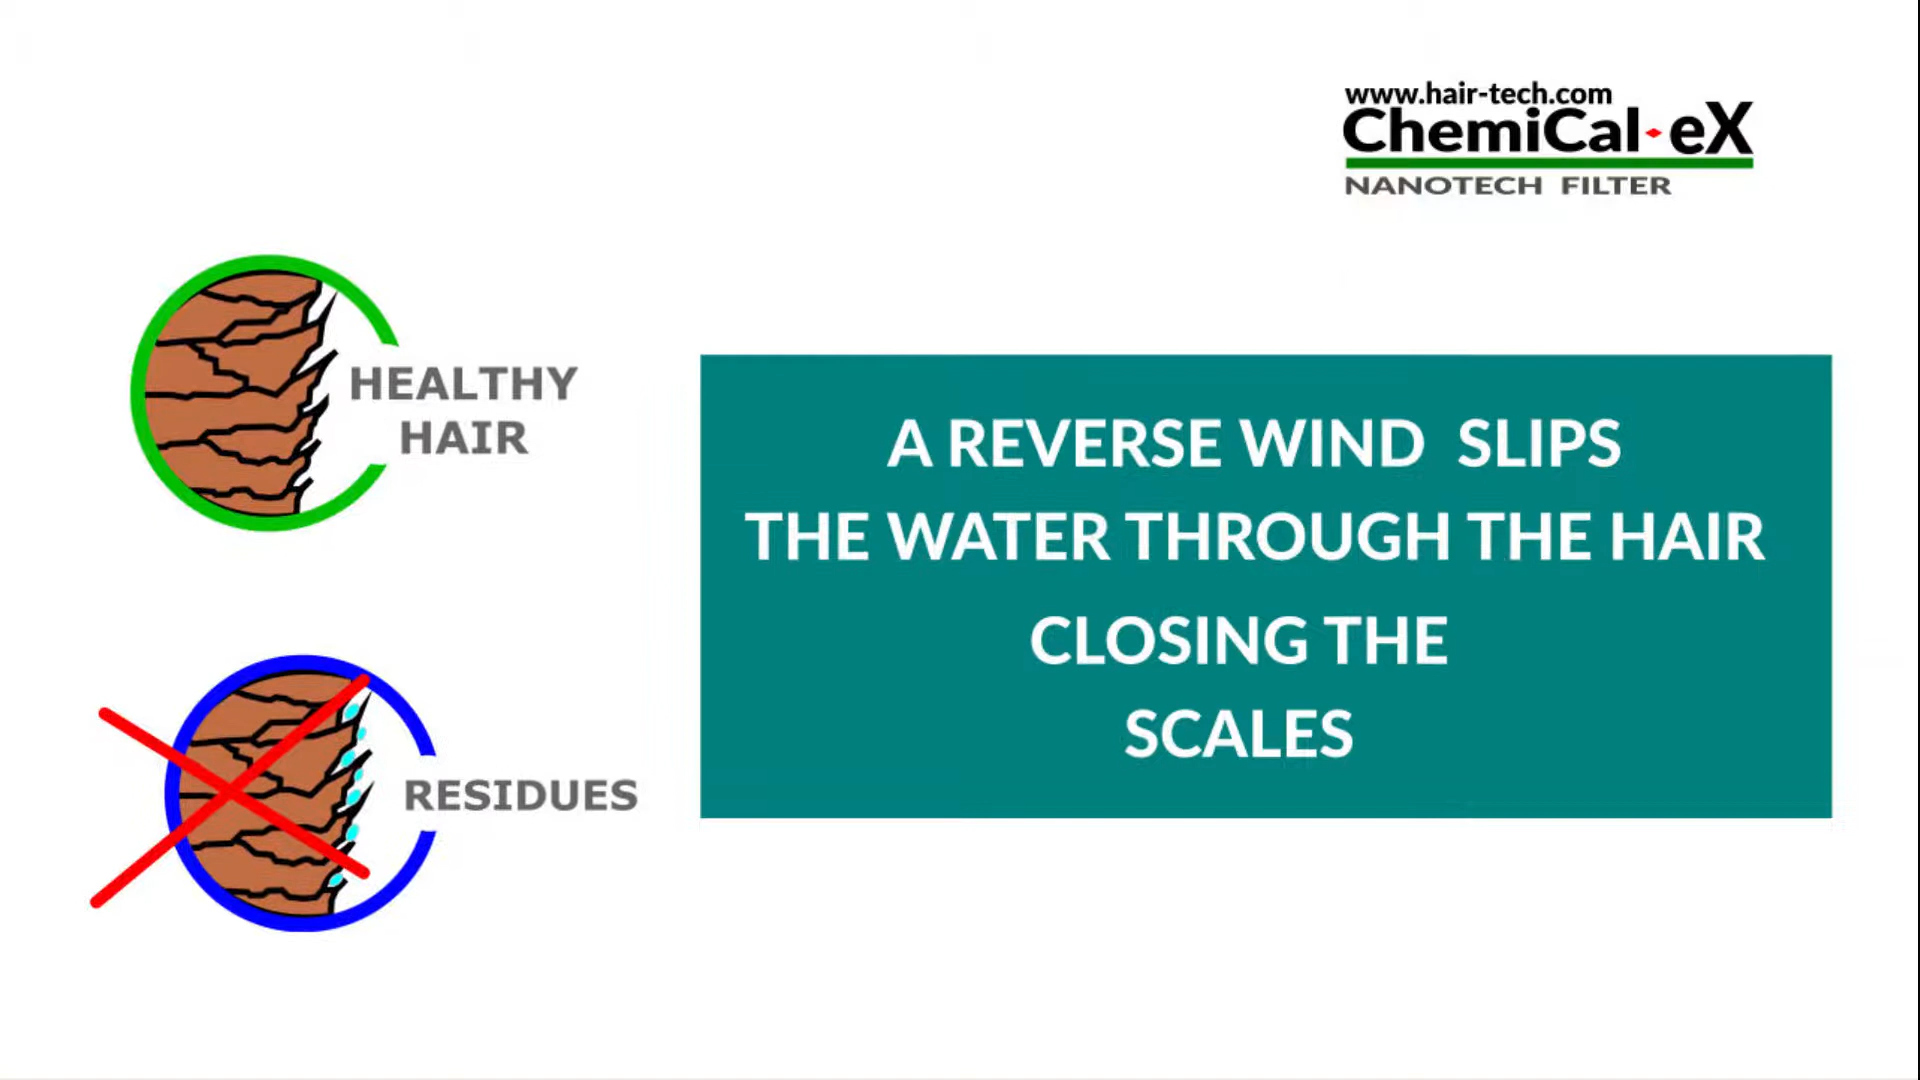 www.hair-tech.com
ChemiCal·eX
NANOTECH FILTER
HEALTHY
HAIR
A REVERSE WIND SLIPS
THE WATER THROUGH THE HAIR
CLOSING THE
SCALES
RESIDUES